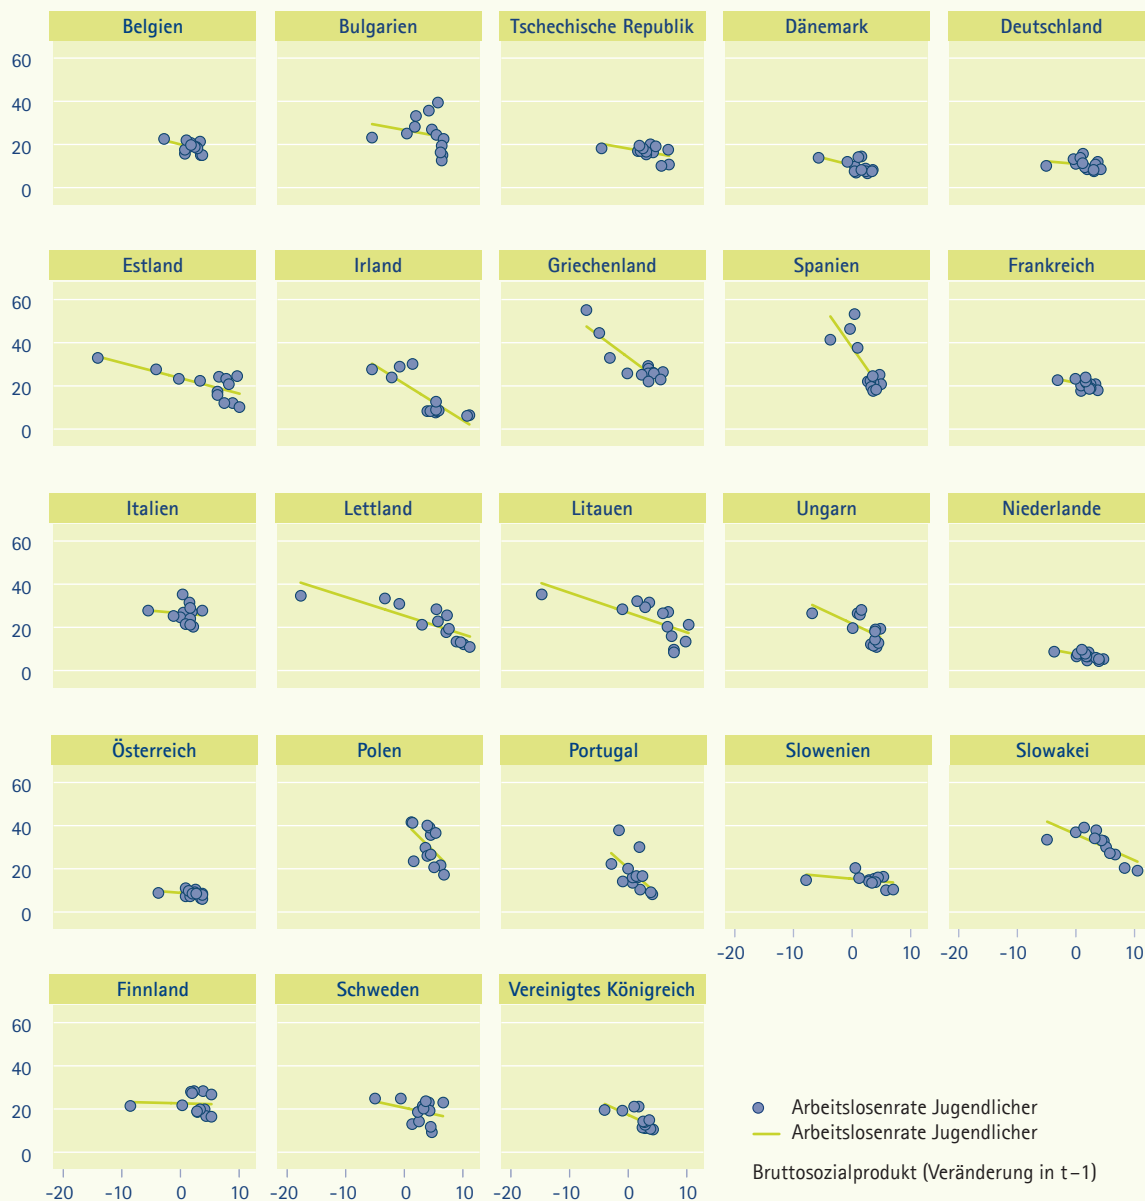 Belgien Bulgarien Tschechische Republik Dänemark Deutschland
60
40
20
0
Estland Irland Griechenland Spanien Frankreich
60
40
20
0
Italien Lettland Litauen Ungarn Niederlande
60
40
20
0
Österreich Polen Portugal Slowenien Slowakei
60
40
20
0
-20 -10 0 10 -20 -10 0 10
Finnland Schweden Vereinigtes Königreich
60
40
20
0
-20 -10 0 10 -20 -10 0 10 -20 -10 0 10
Arbeitslosenrate Jugendlicher
Arbeitslosenrate Jugendlicher
Bruttosozialprodukt (Veränderung in t–1)